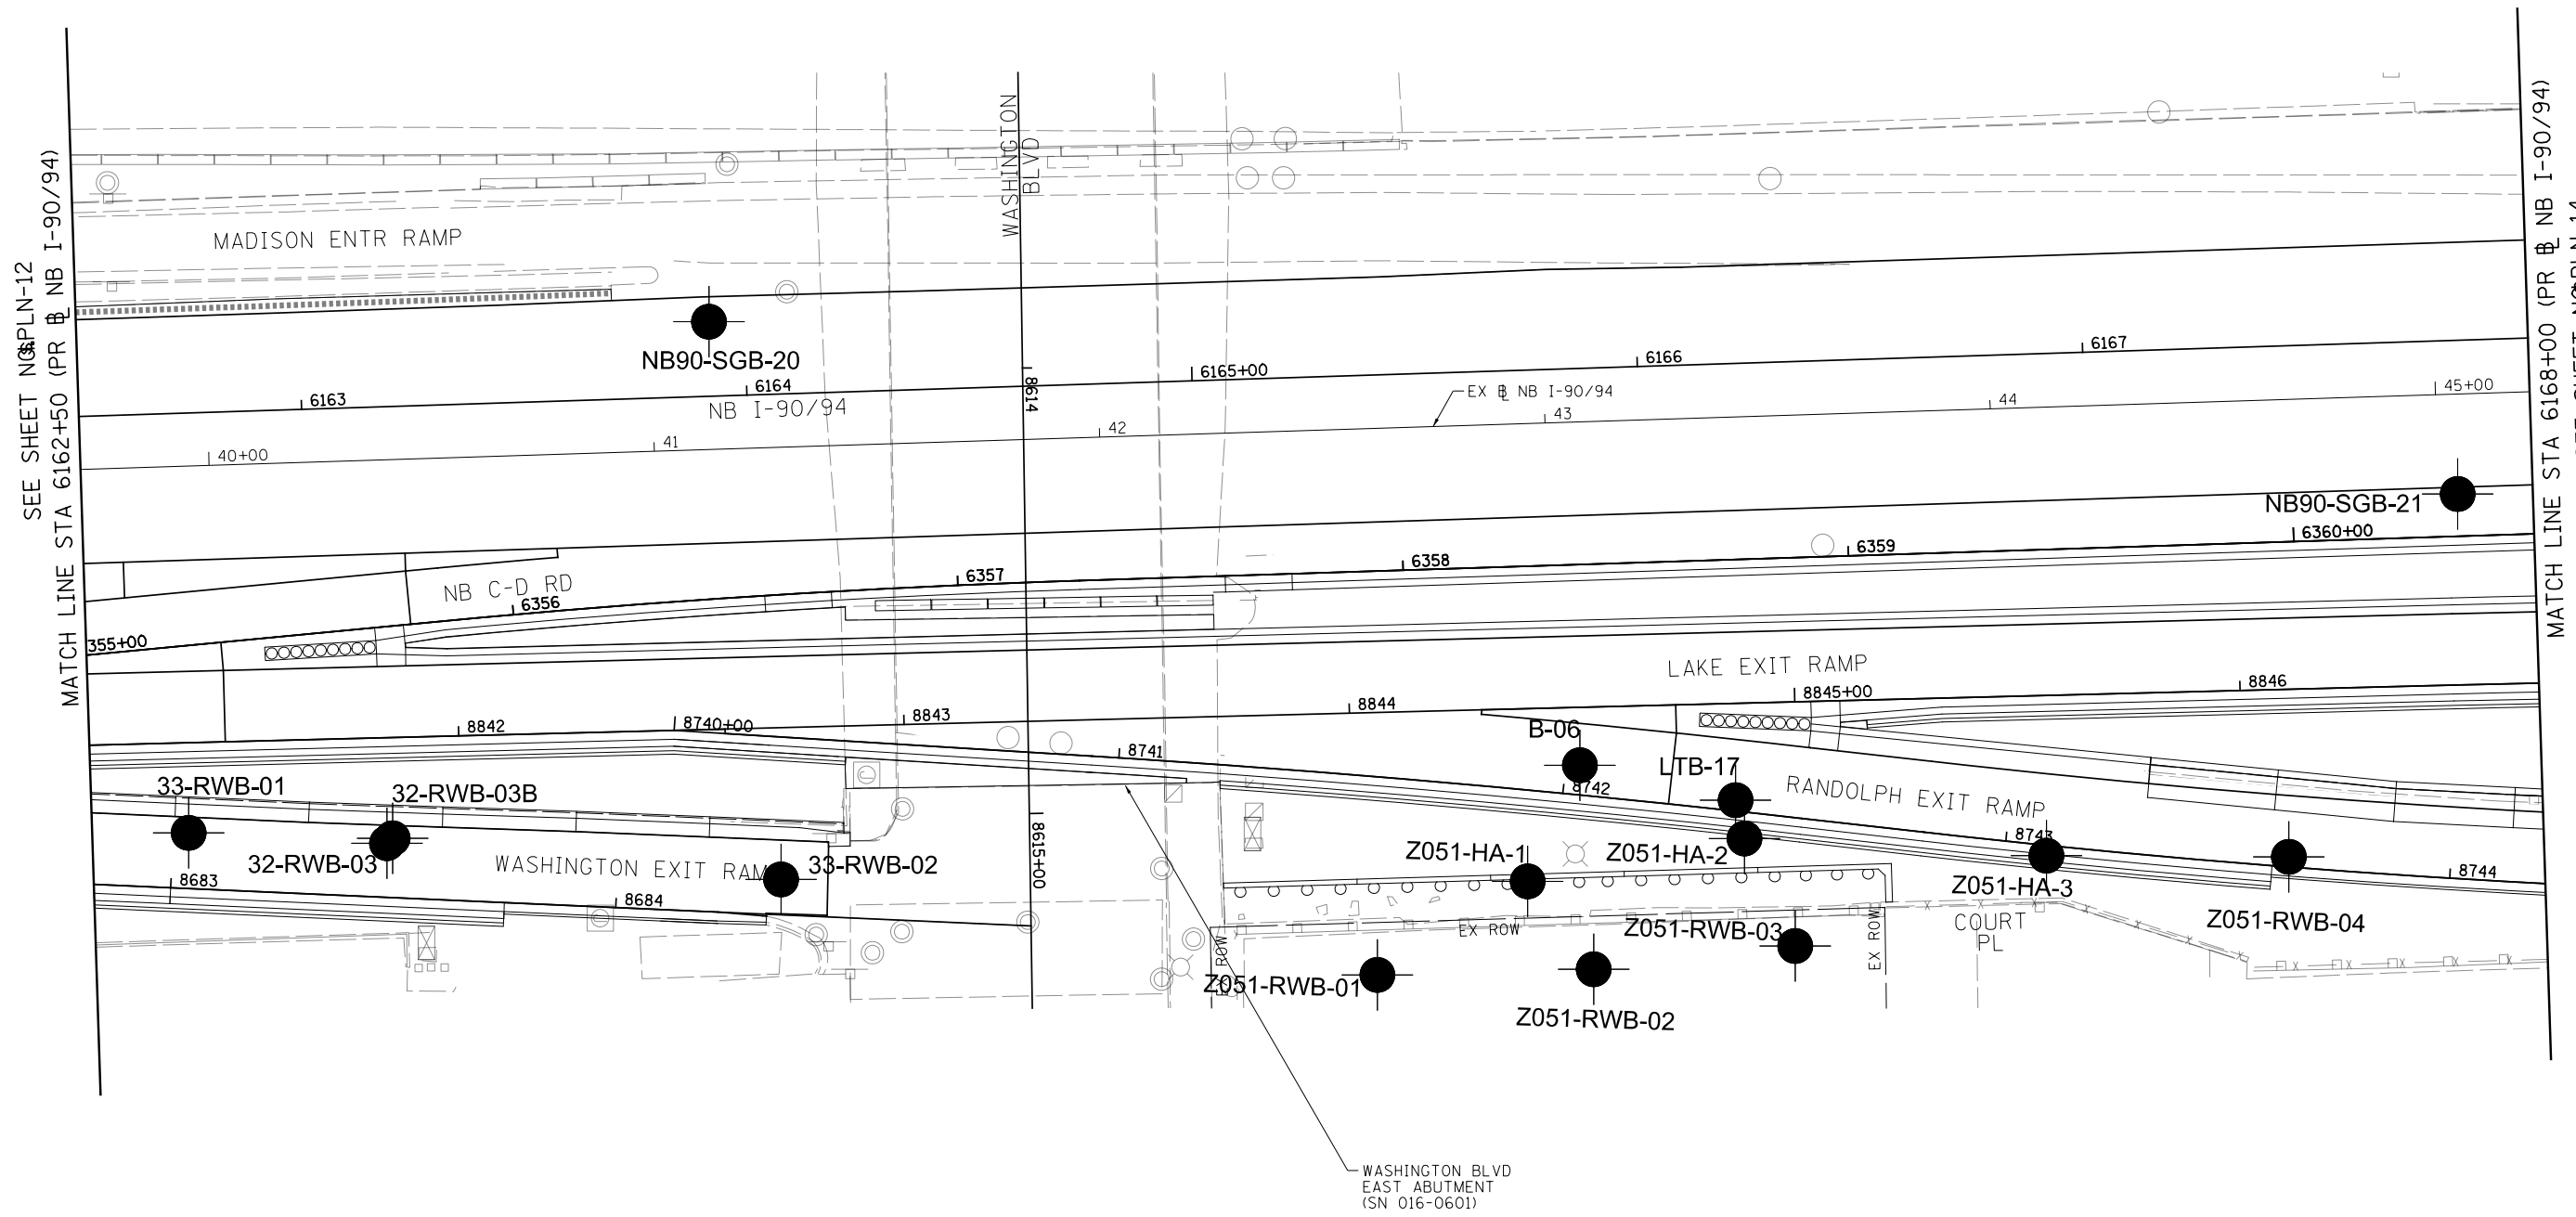 SEE SHEET NO. PLN-12
MATCH LINE STA 6162+50 (PR BL NB I-90/94)
WASHINGTON
BLVD
MADISON ENTR RAMP
NB90-SGB-20
6163
6164
6165+00
6166
6167
NB I-90/94
8614
EX BL NB I-90/94
40+00
41
42
43
44
45+00
NB90-SGB-21
NB C-D RD
355+00
6356
6357
6358
6359
6360+00
LAKE EXIT RAMP
8842
8740+00
8843
8844
8845+00
8846
8741
B-06
LTB-17
8742
RANDOLPH EXIT RAMP
8743
8744
33-RWB-01
32-RWB-03B
32-RWB-03
WASHINGTON EXIT RAMP
33-RWB-02
8683
8684
8615+00
Z051-HA-1
Z051-HA-2
Z051-HA-3
Z051-RWB-04
EX ROW
EX ROW
EX ROW
COURT
PL
Z051-RWB-03
Z051-RWB-01
Z051-RWB-02
WASHINGTON BLVD
EAST ABUTMENT
(SN 016-0601)
MATCH LINE STA 6168+00 (PR BL NB I-90/94)